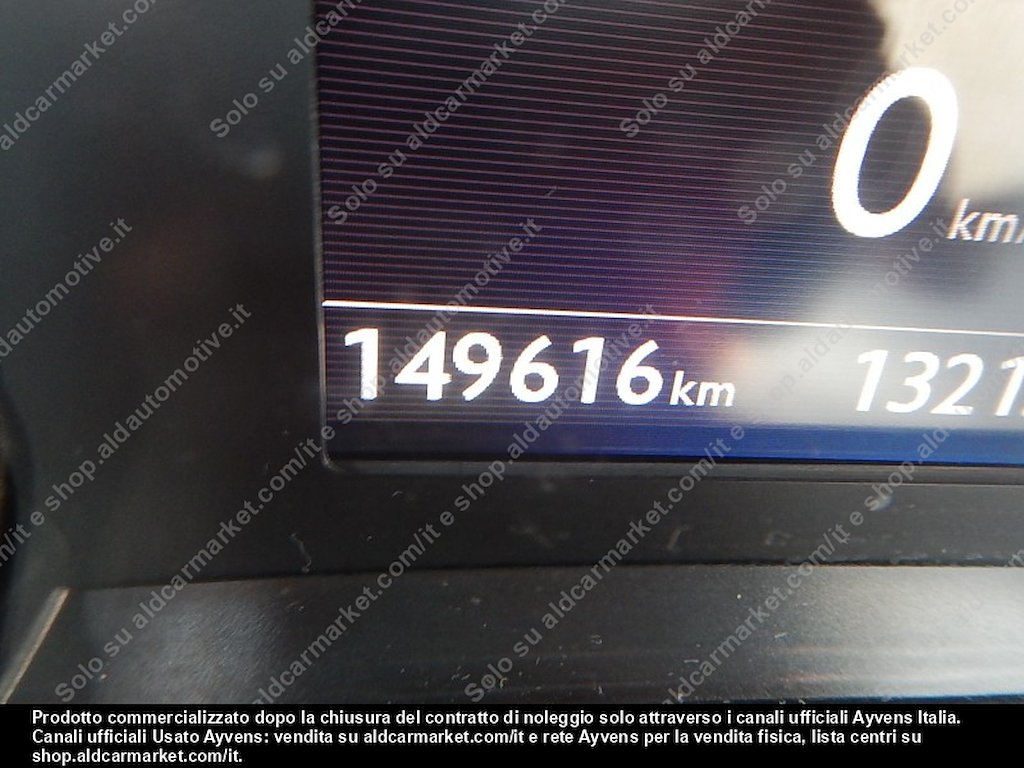 0 km
149616 km 1321
Solo su aldcarmarket.com/it e shop.aldautomotive.it
Prodotto commercializzato dopo la chiusura del contratto di noleggio solo attraverso i canali ufficiali Ayvens Italia.
Canali ufficiali Usato Ayvens: vendita su aldcarmarket.com/it e rete Ayvens per la vendita fisica, lista centri su
shop.aldcarmarket.com/it.